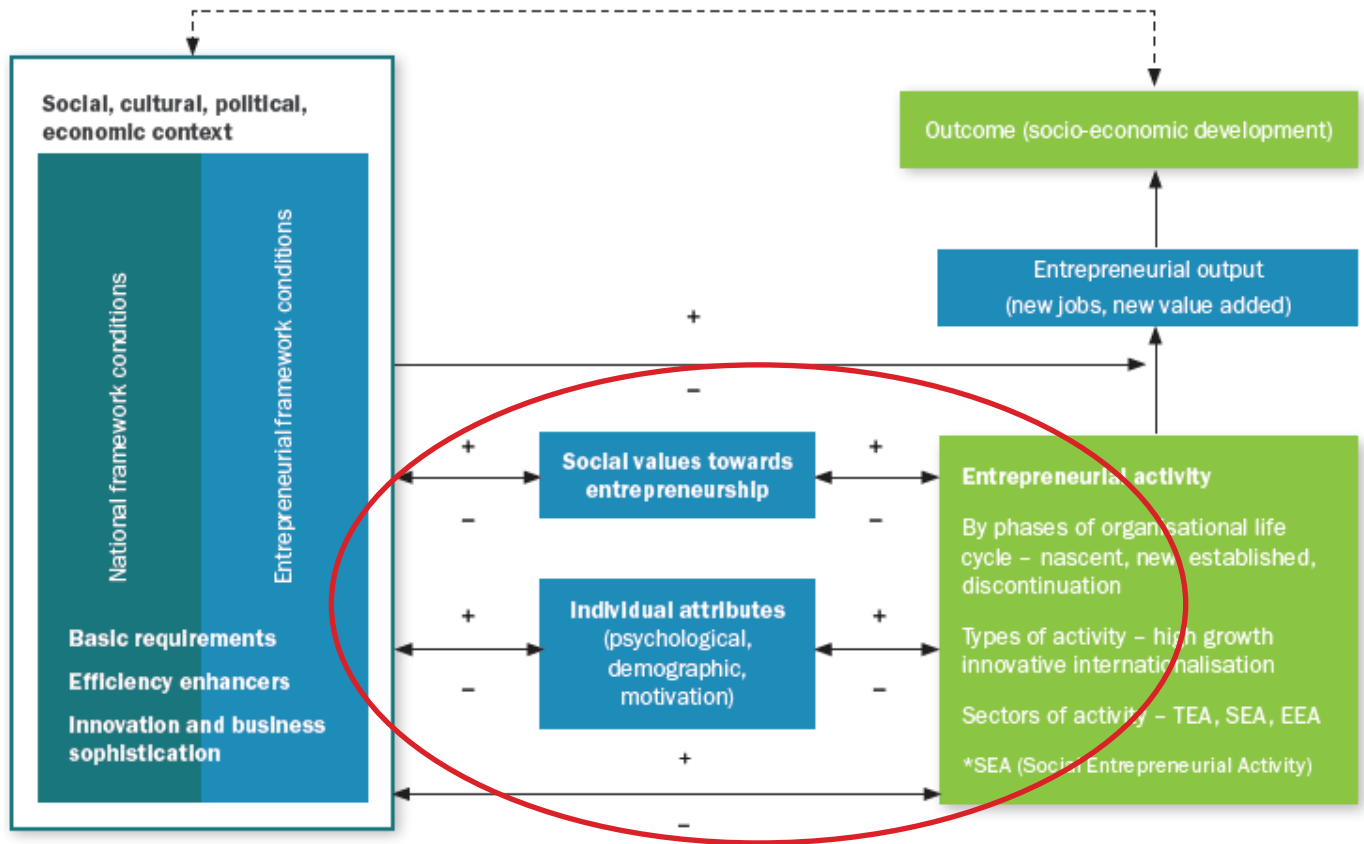 Social, cultural, political,
economic context
National framework conditions
Entrepreneurial framework conditions
Basic requirements
Efficiency enhancers
Innovation and business
sophistication
+
–
+
–
Social values towards
entrepreneurship
+
–
+
–
Individual attributes
(psychological,
demographic,
motivation)
+
–
+
–
Outcome (socio-economic development)
Entrepreneurial output
(new jobs, new value added)
Entrepreneurial activity
By phases of organisational life
cycle – nascent, new, established,
discontinuation
Types of activity – high growth
innovative internationalisation
Sectors of activity – TEA, SEA, EEA
*SEA (Social Entrepreneurial Activity)